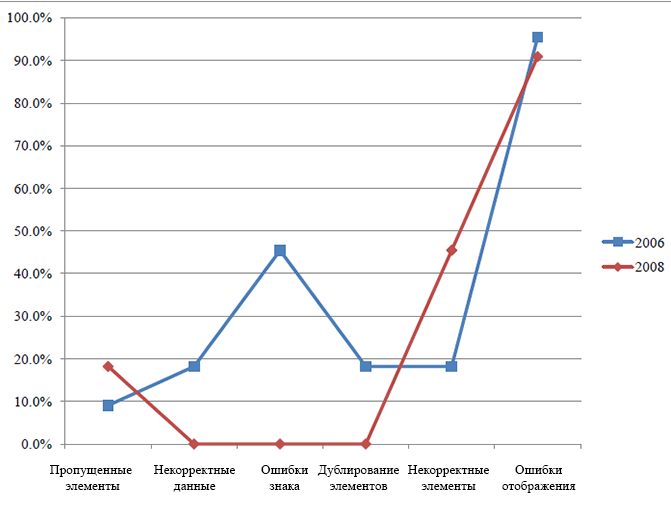 100.0%
90.0%
80.0%
70.0%
60.0%
50.0%
40.0%
30.0%
20.0%
10.0%
0.0%
2006
2008
Пропущенные
элементы
Некорректные
данные
Ошибки
знака
Дублирование
элементов
Некорректные
элементы
Ошибки
отображения